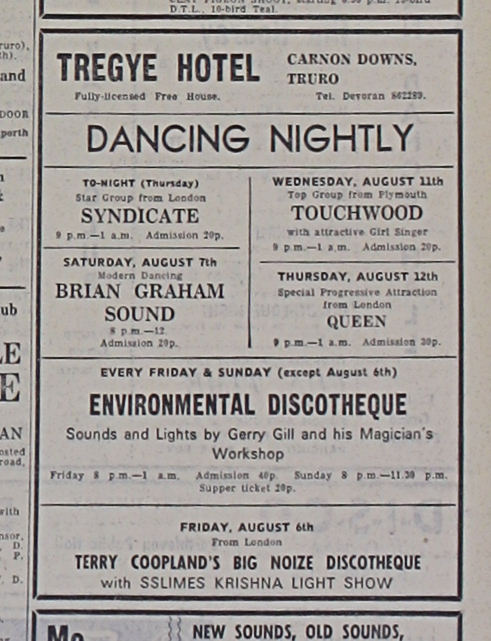 D.T.L., 10-bird Teal.
TREGYE HOTEL
CARNON DOWNS,
TRURO
Fully-licensed Free House.
Tel. Devoran 862289.
DANCING NIGHTLY
TO-NIGHT (Thursday)
Star Group from London
SYNDICATE
9 p.m.—1 a.m. Admission 20p.
SATURDAY, AUGUST 7th
Modern Dancing
BRIAN GRAHAM
SOUND
8 p.m.—12.
Admission 20p.
WEDNESDAY, AUGUST 11th
Top Group from Plymouth
TOUCHWOOD
with attractive Girl Singer
9 p.m.—1 a.m. Admission 20p.
THURSDAY, AUGUST 12th
Special Progressive Attraction
from London
QUEEN
9 p.m.—1 a.m. Admission 30p.
EVERY FRIDAY & SUNDAY (except August 6th)
ENVIRONMENTAL DISCOTHEQUE
Sounds and Lights by Gerry Gill and his Magician's
Workshop
Friday 8 p.m.—1 a.m. Admission 40p. Sunday 8 p.m.—11.30 p.m.
Supper ticket 20p.
FRIDAY, AUGUST 6th
From London
TERRY COOPLAND'S BIG NOIZE DISCOTHEQUE
with SSLIMES KRISHNA LIGHT SHOW
NEW SOUNDS, OLD SOUNDS,